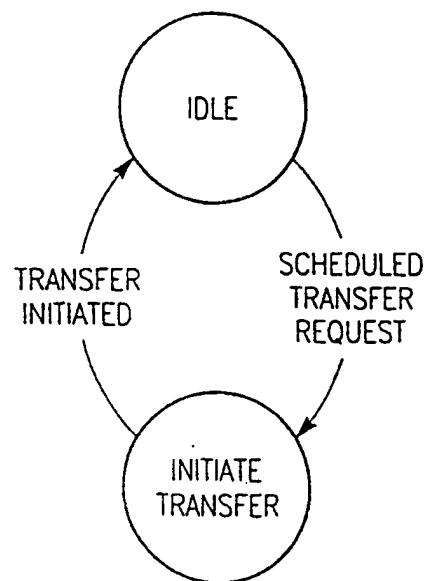 IDLE
TRANSFER
INITIATED
SCHEDULED
TRANSFER
REQUEST
INITIATE
TRANSFER